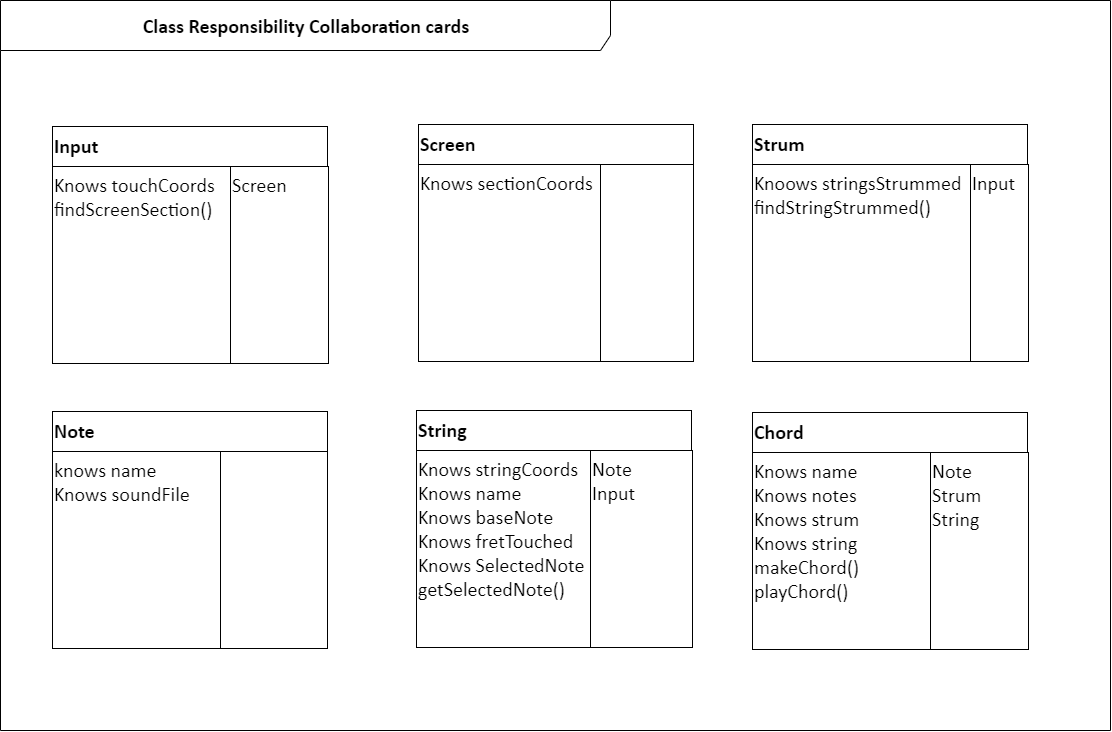 Class Responsibility Collaboration cards
Input
Knows touchCoords
findScreenSection()
Screen
Screen
Knows sectionCoords
Strum
Knoows stringsStrummed
findStringStrummed()
Input
Note
knows name
Knows soundFile
String
Knows stringCoords
Knows name
Knows baseNote
Knows fretTouched
Knows SelectedNote
getSelectedNote()
Note
Input
Chord
Knows name
Knows notes
Knows strum
Knows string
makeChord()
playChord()
Note
Strum
String